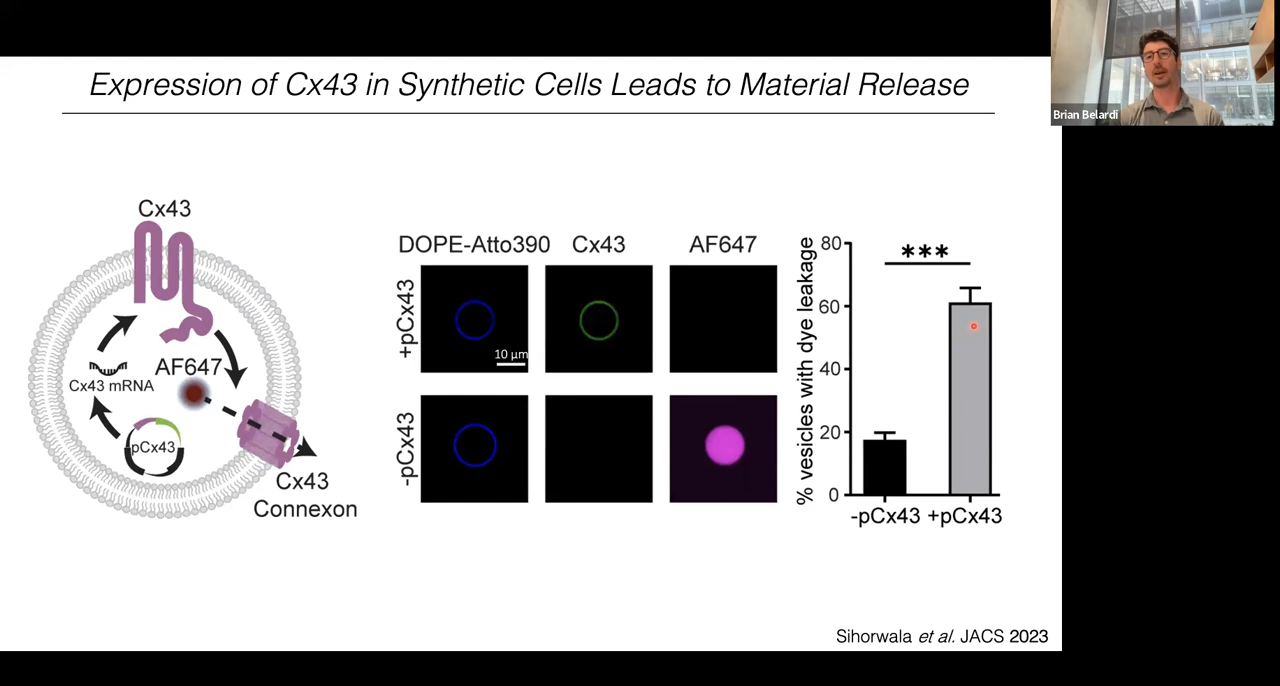 Expression of Cx43 in Synthetic Cells Leads to Material Release
Brian Belardi
Cx43
AF647
Cx43 mRNA
pCx43
Cx43
Connexon
DOPE-Atto390 Cx43 AF647
+pCx43
10 µm
-pCx43
% vesicles with dye leakage
80
60
40
20
0
***
-pCx43 +pCx43
Sihorwala et al. JACS 2023